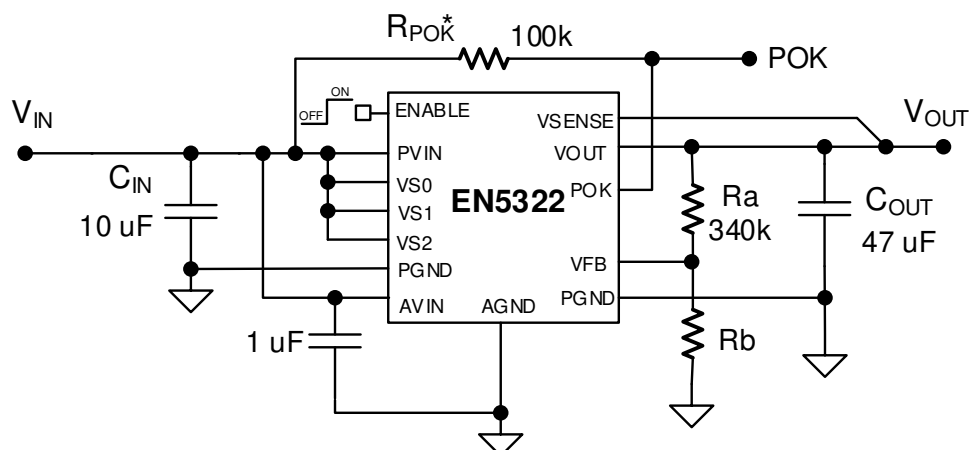 RPOK*
100k
POK
ON
OFF
ENABLE
VIN
VSENSE
VOUT
PVIN
VOUT
CIN
10 uF
VS0
VS1
VS2
EN5322
POK
Ra
340k
COUT
47 uF
PGND
VFB
AVIN
AGND
PGND
1 uF
Rb